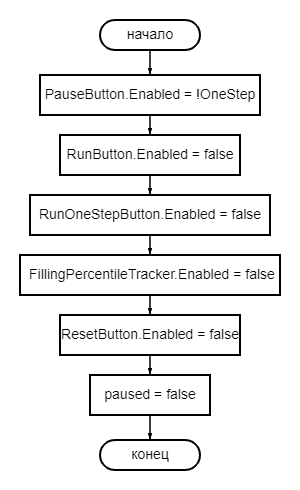 начало
PauseButton.Enabled = !OneStep
RunButton.Enabled = false
RunOneStepButton.Enabled = false
FillingPercentileTracker.Enabled = false
ResetButton.Enabled = false
paused = false
конец